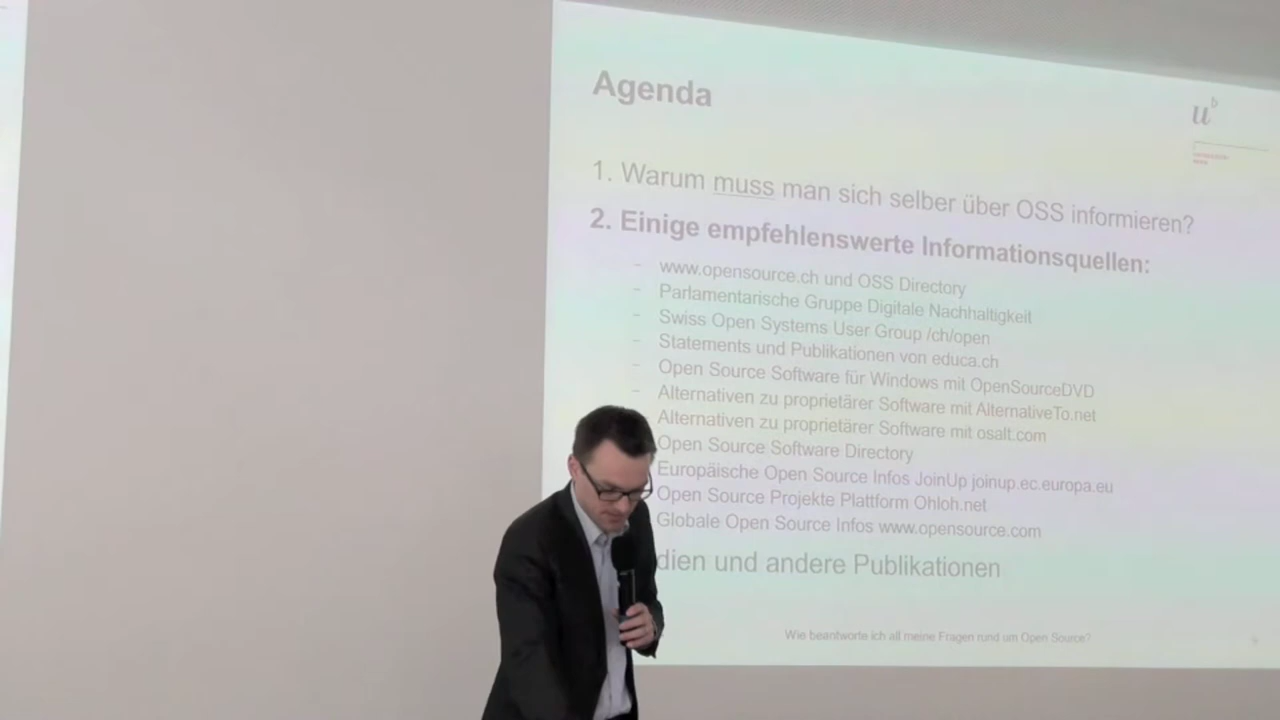 Agenda
u
b
1. Warum muss man sich selber über OSS informieren?
2. Einige empfehlenswerte Informationsquellen:
– www.opensource.ch und OSS Directory
– Parlamentarische Gruppe Digitale Nachhaltigkeit
– Swiss Open Systems User Group /ch/open
– Statements und Publikationen von educa.ch
– Open Source Software für Windows mit OpenSourceDVD
– Alternativen zu proprietärer Software mit AlternativeTo.net
Alternativen zu proprietärer Software mit osalt.com
Open Source Software Directory
Europäische Open Source Infos JoinUp joinup.ec.europa.eu
Open Source Projekte Plattform Ohloh.net
Globale Open Source Infos www.opensource.com
dien und andere Publikationen
Wie beantworte ich all meine Fragen rund um Open Source?